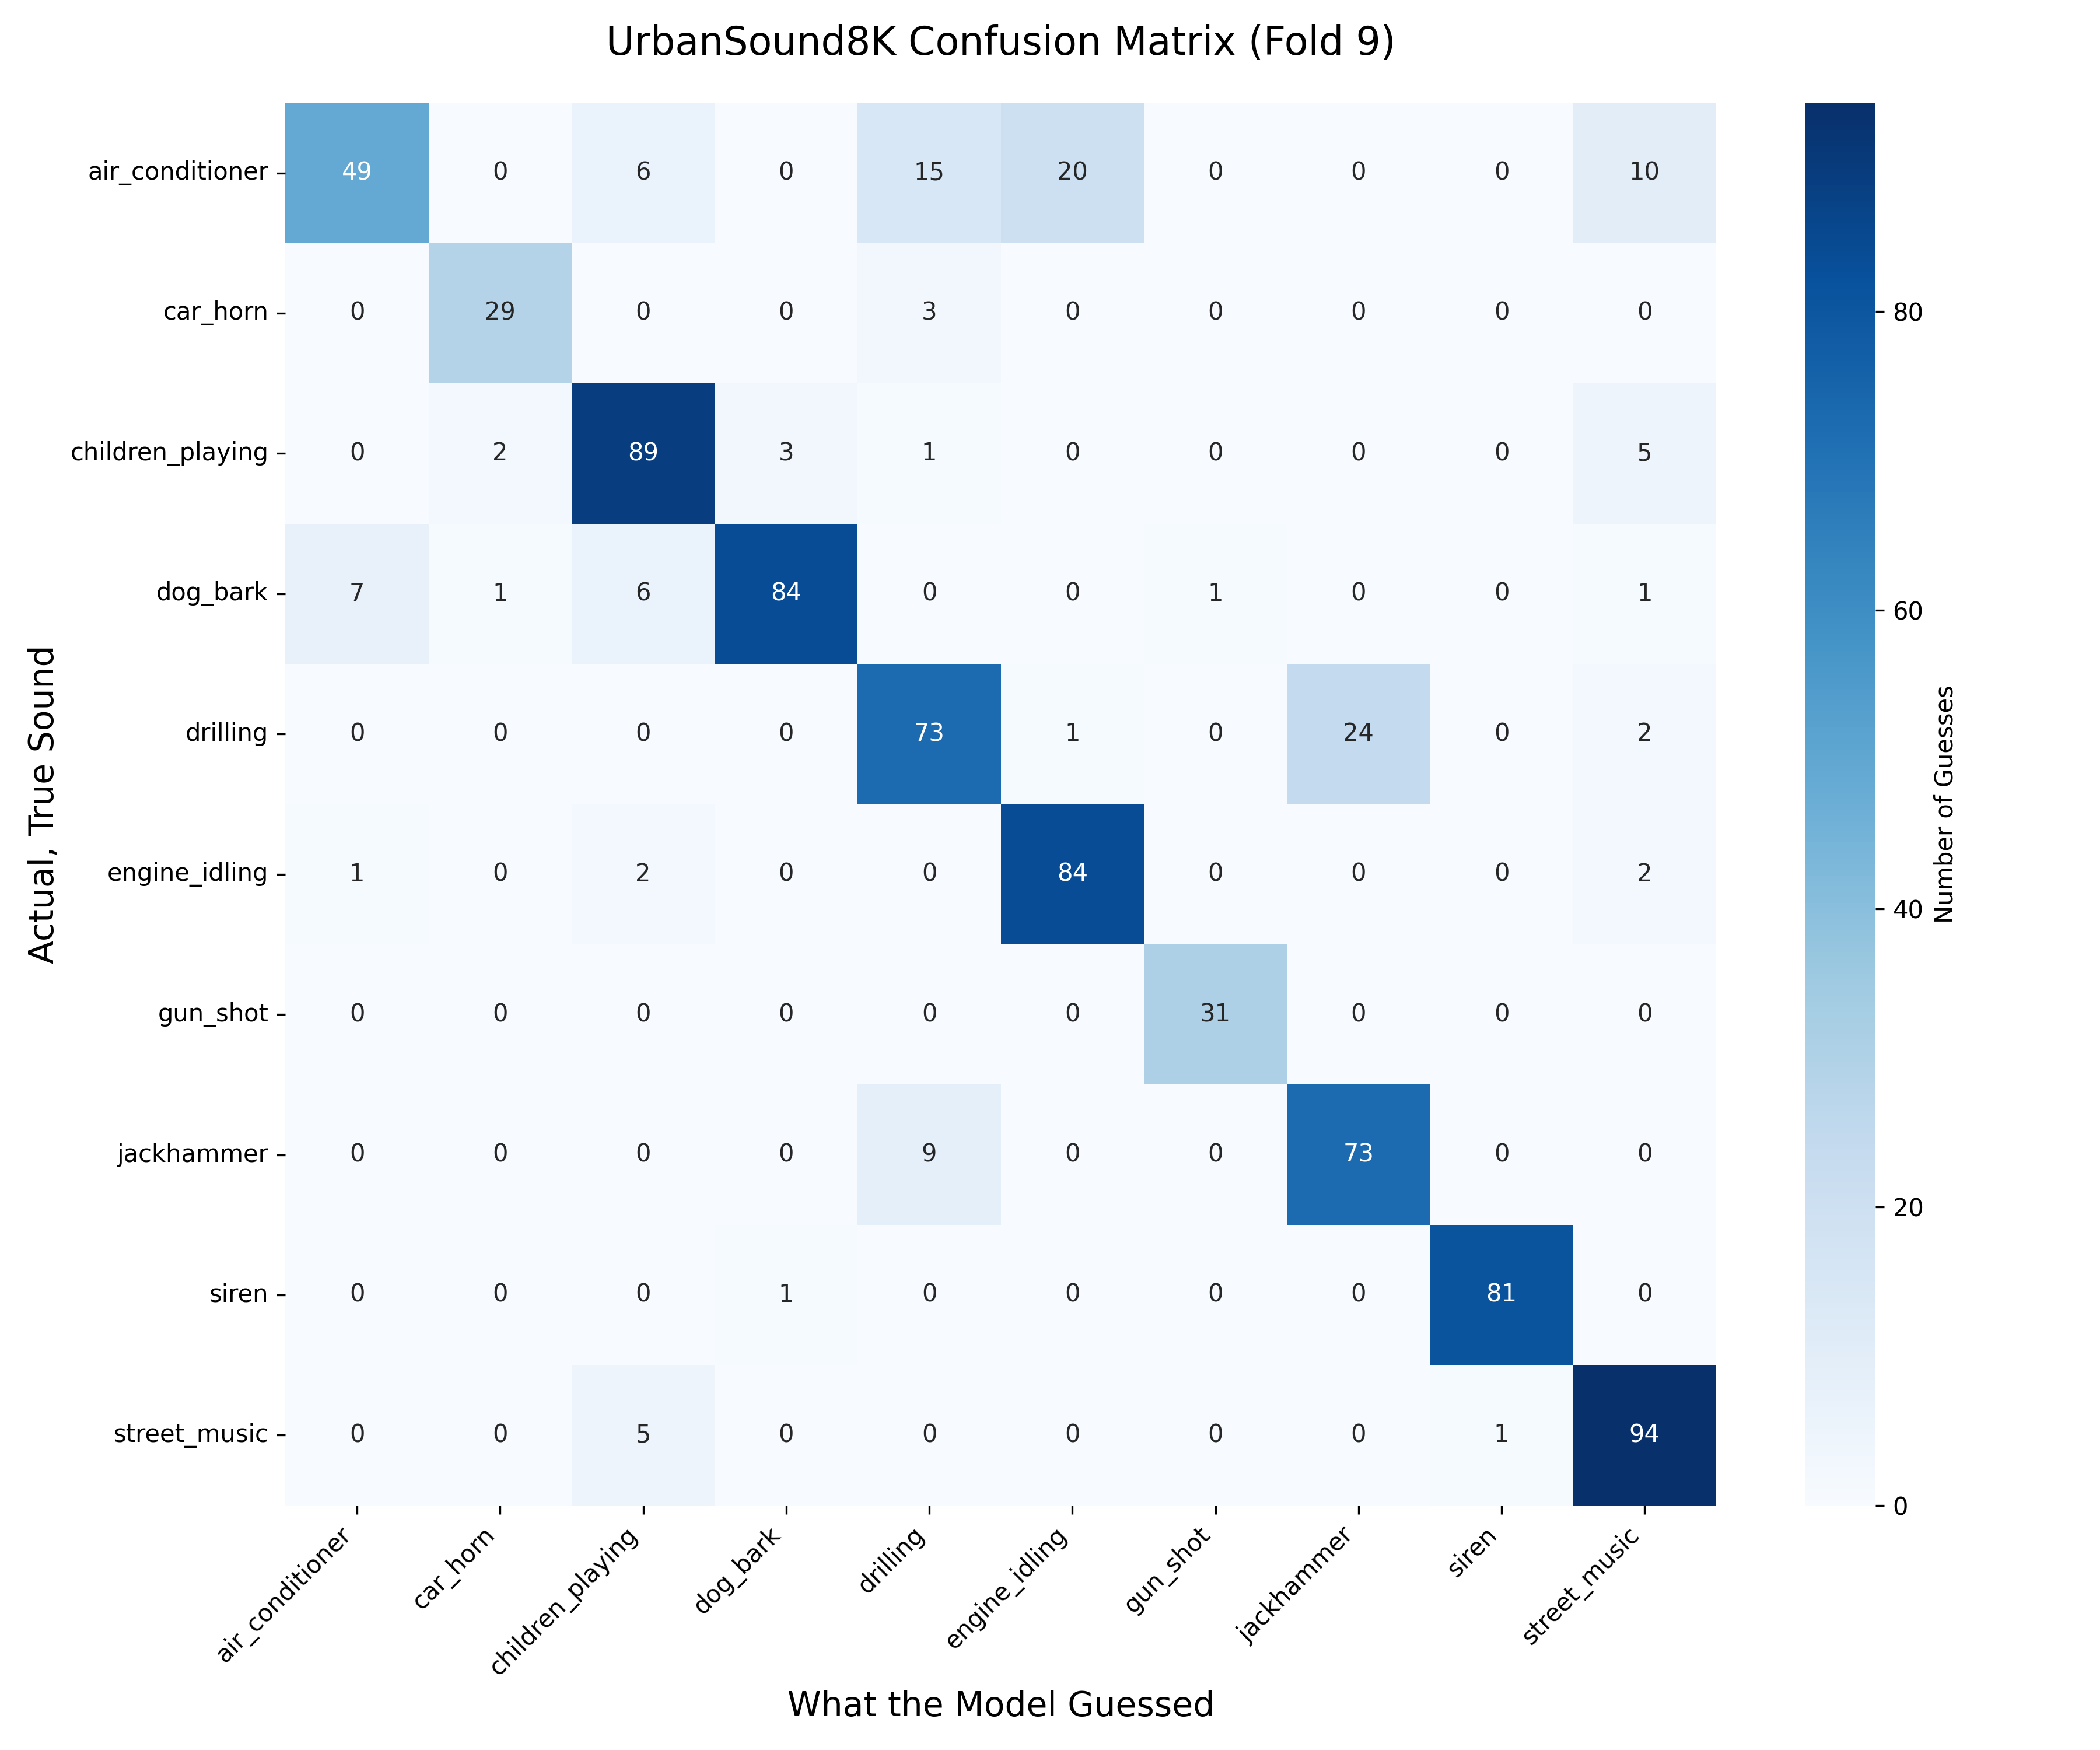 UrbanSound8K Confusion Matrix (Fold 9)
Actual, True Sound
air_conditioner 49 0 6 0 15 20 0 0 0 10
car_horn 0 29 0 0 3 0 0 0 0 0
children_playing 0 2 89 3 1 0 0 0 0 5
dog_bark 7 1 6 84 0 0 1 0 0 1
drilling 0 0 0 0 73 1 0 24 0 2
engine_idling 1 0 2 0 0 84 0 0 0 2
gun_shot 0 0 0 0 0 0 31 0 0 0
jackhammer 0 0 0 0 9 0 0 73 0 0
siren 0 0 0 1 0 0 0 0 81 0
street_music 0 0 5 0 0 0 0 0 1 94
air_conditioner car_horn children_playing dog_bark drilling engine_idling gun_shot jackhammer siren street_music
What the Model Guessed
80
60
40
20
0
Number of Guesses